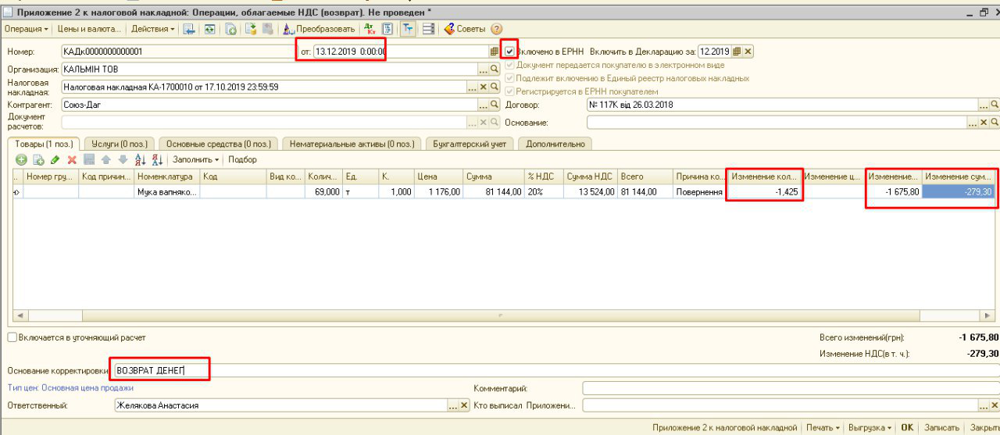 Приложение 2 к налоговой накладной: Операции, облагаемые НДС (возврат). Не проведен *
Операция Цены и валюта... Действия Преобразовать Дт Кт Советы
Номер: КАДк0000000000001 от: 13.12.2019 0:00:00 Включено в ЕРНН Включить в Декларацию за: 12.2019
Организация: КАЛЬМІН ТОВ ... Документ передается покупателю в электронном виде
Налоговая накладная: Налоговая накладная КА-1700010 от 17.10.2019 23:59:59 ... Подлежит включению в Единый реестр налоговых накладных
Регистрируется в ЕРНН покупателем
Контрагент: Союз-Даг ... Договор: № 117К від 26.03.2018 ...
Документ расчетов: ... Основание: ...
Товары (1 поз.) Услуги (0 поз.) Основные средства (0 поз.) Нематериальные активы (0 поз.) Бухгалтерский учет Дополнительно
Заполнить Подбор
.. Номер гру... Код причин... Номенклатура Код Вид ко... Колич... Ед. К. Цена Сумма % НДС Сумма НДС Всего Причина ко... Изменение кол... Изменение ц... Изменение... Изменение сум...
Мука вапняко... 69,000 т 1,000 1 176,00 81 144,00 20% 13 524,00 81 144,00 Повернення -1,425 -1 675,80 -279,30
Включается в уточняющий расчет Всего изменений(грн): -1 675,80
Изменение НДС(в т. ч.): -279,30
Основание корректировки: ВОЗВРАТ ДЕНЕГ
Тип цен: Основная цена продажи Комментарий:
Ответственный: Желякова Анастасия ... Кто выписал Приложени... ...
Приложение 2 к налоговой накладной Печать Выгрузка ОК Записать Закрыть